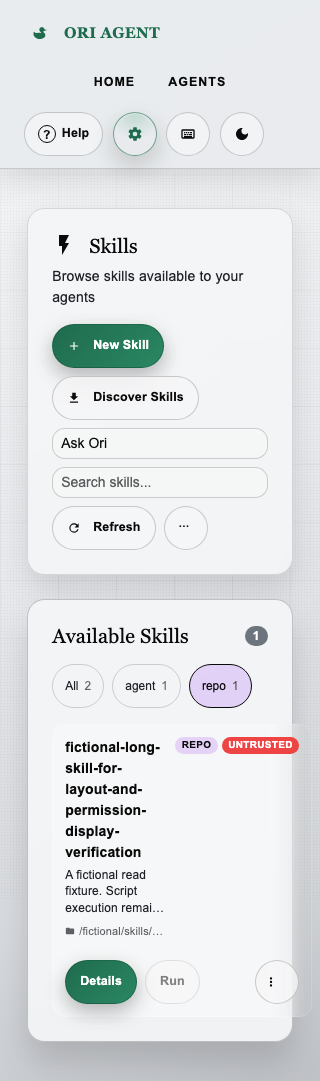 ORI AGENT
HOME AGENTS
? Help
Skills
Browse skills available to your
agents
+ New Skill
Discover Skills
Ask Ori
Search skills...
Refresh ...
Available Skills 1
All 2 agent 1 repo 1
fictional-long-
skill-for-
layout-and-
permission-
display-
verification
REPO UNTRUSTED
A fictional read
fixture. Script
execution remai...
/fictional/skills/...
Details Run